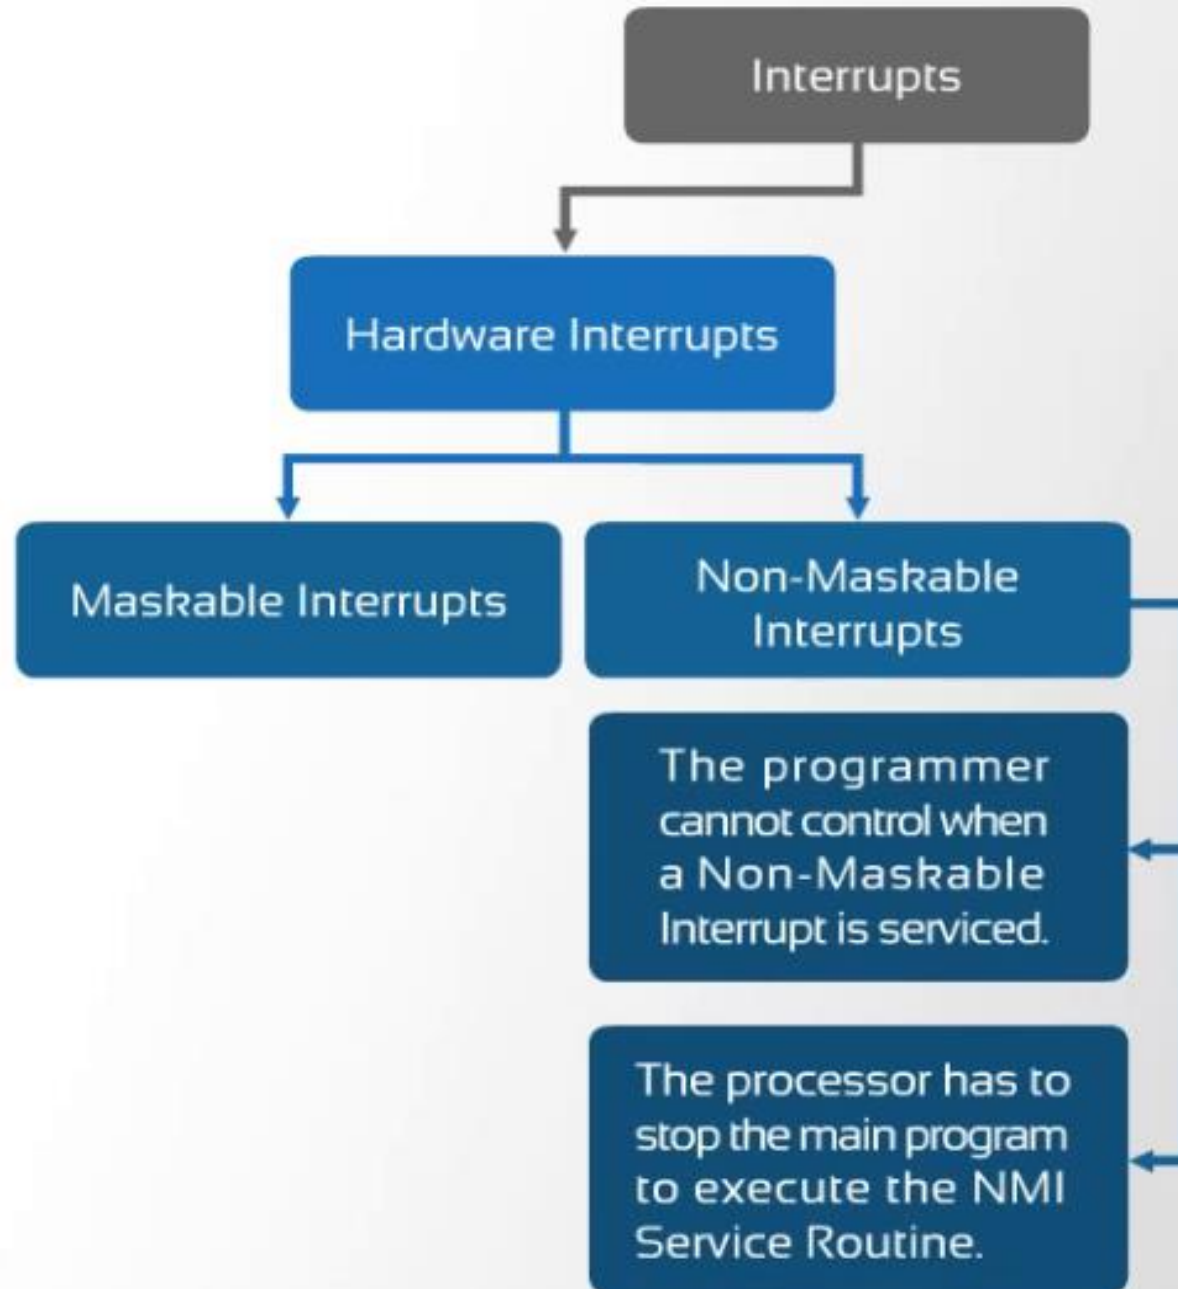 Interrupts
Hardware Interrupts
Maskable Interrupts
Non-Maskable
Interrupts
The programmer
cannot control when
a Non-Maskable
Interrupt is serviced.
The processor has to
stop the main program
to execute the NMI
Service Routine.